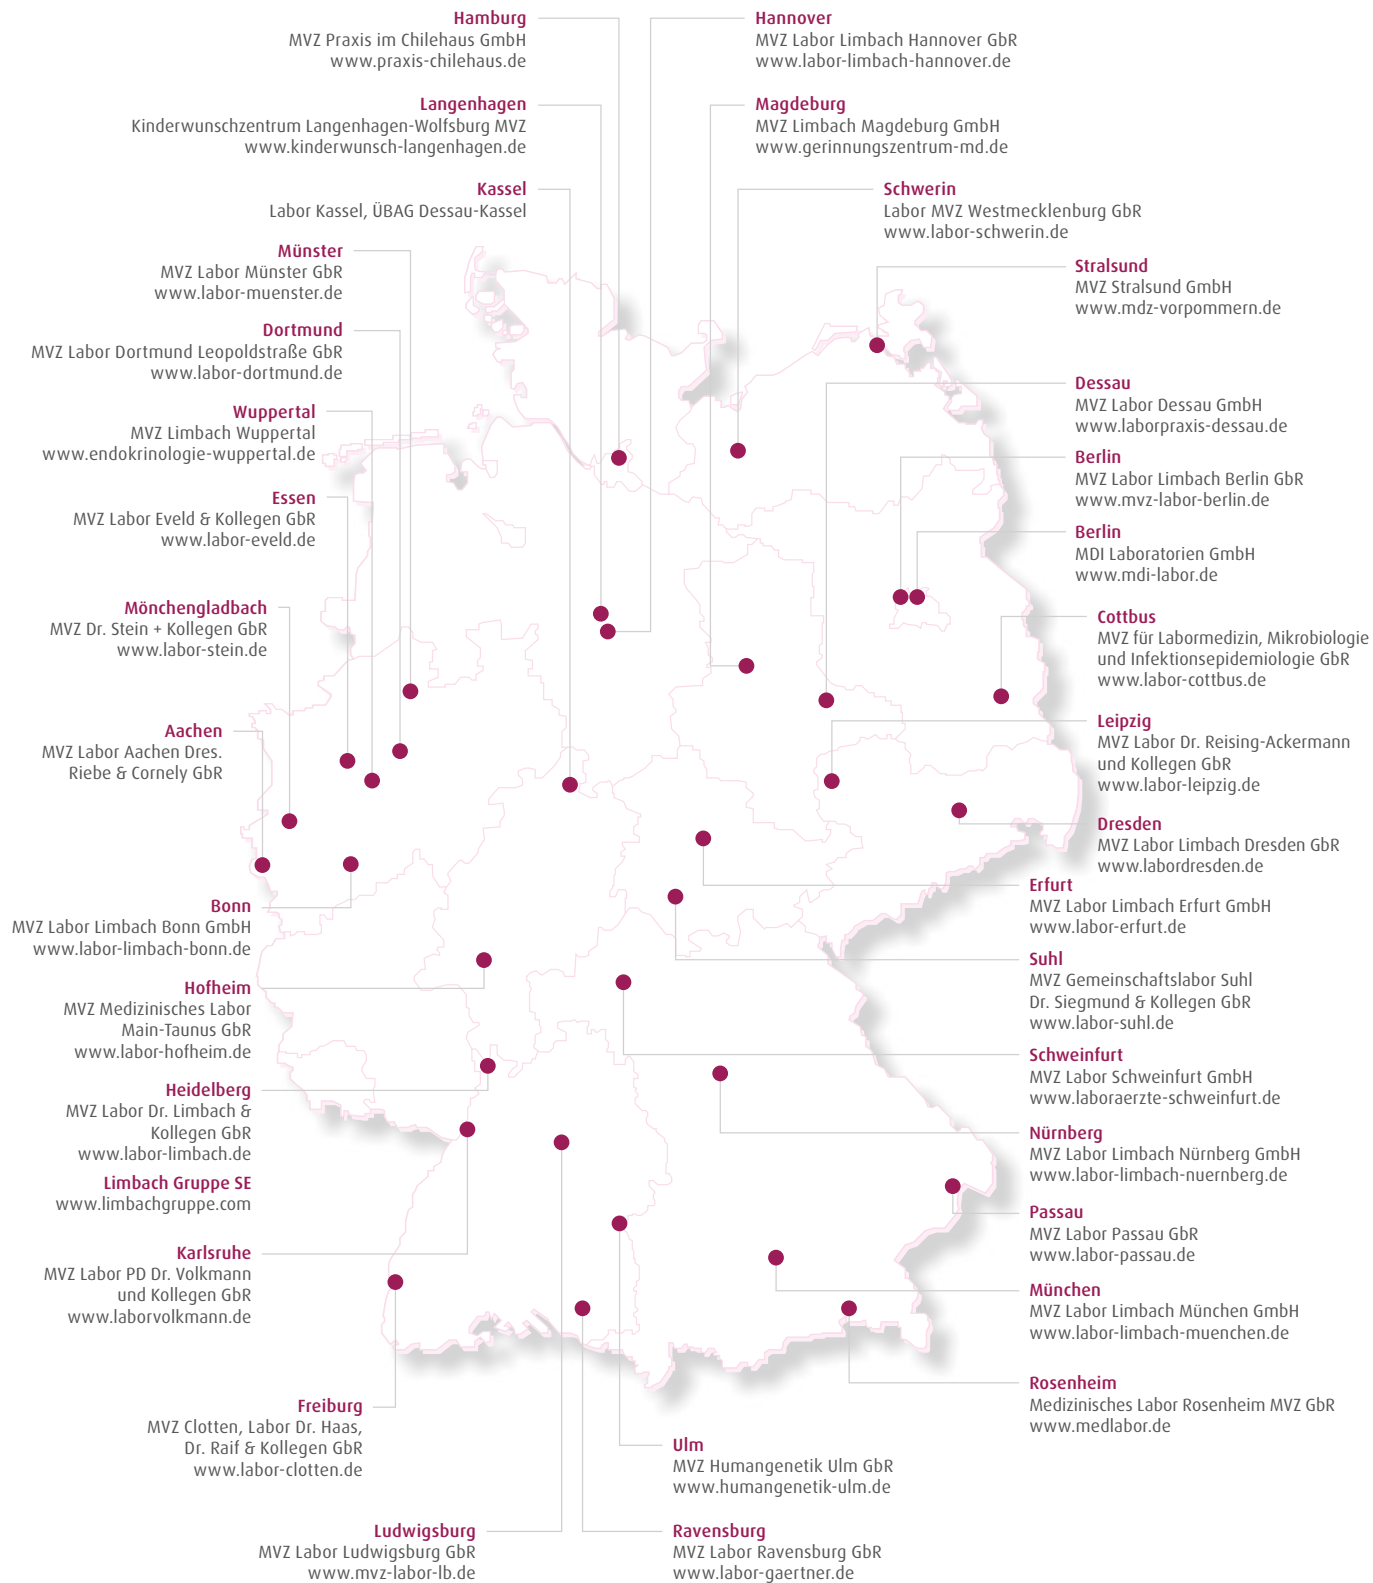 Hamburg
MVZ Praxis im Chilehaus GmbH
www.praxis-chilehaus.de
Langenhagen
Kinderwunschzentrum Langenhagen-Wolfsburg MVZ
www.kinderwunsch-langenhagen.de
Kassel
Labor Kassel, ÜBAG Dessau-Kassel
Münster
MVZ Labor Münster GbR
www.labor-muenster.de
Dortmund
MVZ Labor Dortmund Leopoldstraße GbR
www.labor-dortmund.de
Wuppertal
MVZ Limbach Wuppertal
www.endokrinologie-wuppertal.de
Essen
MVZ Labor Eveld & Kollegen GbR
www.labor-eveld.de
Mönchengladbach
MVZ Dr. Stein + Kollegen GbR
www.labor-stein.de
Aachen
MVZ Labor Aachen Dres.
Riebe & Cornely GbR
Bonn
MVZ Labor Limbach Bonn GmbH
www.labor-limbach-bonn.de
Hofheim
MVZ Medizinisches Labor
Main-Taunus GbR
www.labor-hofheim.de
Heidelberg
MVZ Labor Dr. Limbach &
Kollegen GbR
www.labor-limbach.de
Limbach Gruppe SE
www.limbachgruppe.com
Karlsruhe
MVZ Labor PD Dr. Volkmann
und Kollegen GbR
www.laborvolkmann.de
Freiburg
MVZ Clotten, Labor Dr. Haas,
Dr. Raif & Kollegen GbR
www.labor-clotten.de
Ludwigsburg
MVZ Labor Ludwigsburg GbR
www.mvz-labor-lb.de
Hannover
MVZ Labor Limbach Hannover GbR
www.labor-limbach-hannover.de
Magdeburg
MVZ Limbach Magdeburg GmbH
www.gerinnungszentrum-md.de
Schwerin
Labor MVZ Westmecklenburg GbR
www.labor-schwerin.de
Stralsund
MVZ Stralsund GmbH
www.mdz-vorpommern.de
Dessau
MVZ Labor Dessau GmbH
www.laborpraxis-dessau.de
Berlin
MVZ Labor Limbach Berlin GbR
www.mvz-labor-berlin.de
Berlin
MDI Laboratorien GmbH
www.mdi-labor.de
Cottbus
MVZ für Labormedizin, Mikrobiologie
und Infektionsepidemiologie GbR
www.labor-cottbus.de
Leipzig
MVZ Labor Dr. Reising-Ackermann
und Kollegen GbR
www.labor-leipzig.de
Dresden
MVZ Labor Limbach Dresden GbR
www.labordresden.de
Erfurt
MVZ Labor Limbach Erfurt GmbH
www.labor-erfurt.de
Suhl
MVZ Gemeinschaftslabor Suhl
Dr. Siegmund & Kollegen GbR
www.labor-suhl.de
Schweinfurt
MVZ Labor Schweinfurt GmbH
www.laboraerzte-schweinfurt.de
Nürnberg
MVZ Labor Limbach Nürnberg GmbH
www.labor-limbach-nuernberg.de
Passau
MVZ Labor Passau GbR
www.labor-passau.de
München
MVZ Labor Limbach München GmbH
www.labor-limbach-muenchen.de
Rosenheim
Medizinisches Labor Rosenheim MVZ GbR
www.medlabor.de
Ulm
MVZ Humangenetik Ulm GbR
www.humangenetik-ulm.de
Ravensburg
MVZ Labor Ravensburg GbR
www.labor-gaertner.de